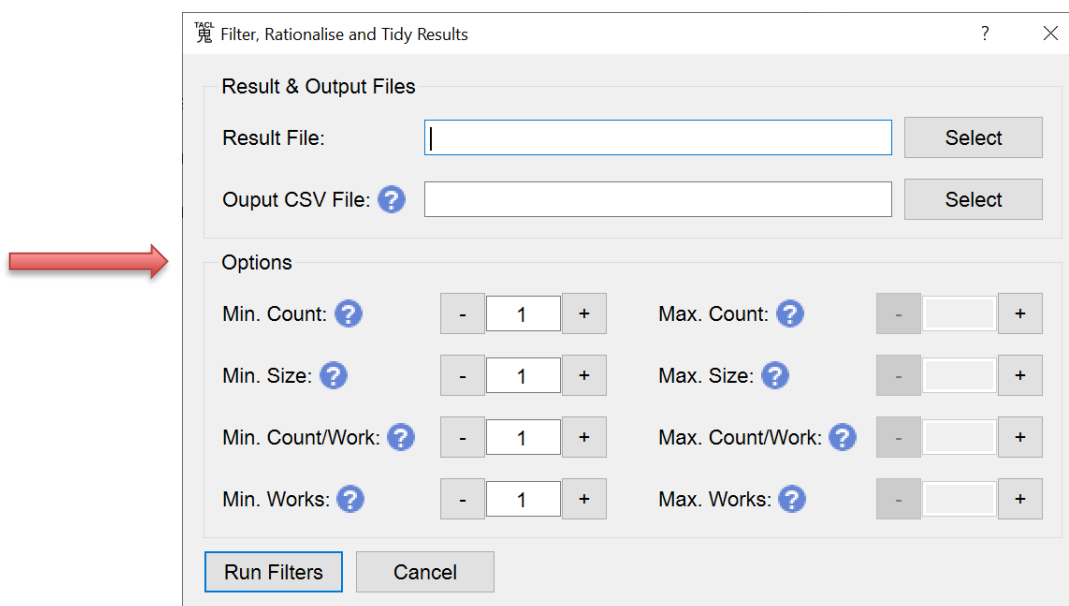 TACL
鬼 Filter, Rationalise and Tidy Results ?
Result & Output Files
Result File: Select
Ouput CSV File: ? Select
Options
Min. Count: ? - 1 + Max. Count: ? - +
Min. Size: ? - 1 + Max. Size: ? - +
Min. Count/Work: ? - 1 + Max. Count/Work: ? - +
Min. Works: ? - 1 + Max. Works: ? - +
Run Filters Cancel